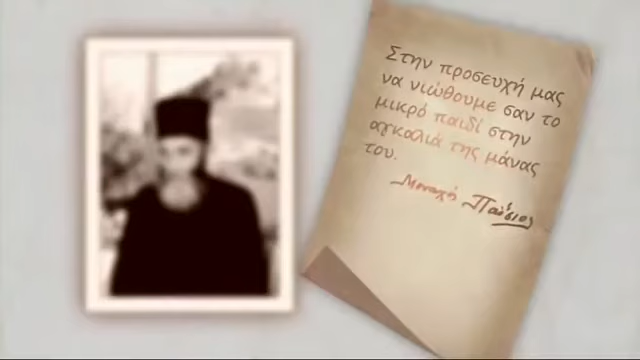 Στην προσευχή μας
να νιώθουμε σαν το
μικρό παιδί στην
αγκαλιά της μάνας
του.
Μοναχός Παΐσιος